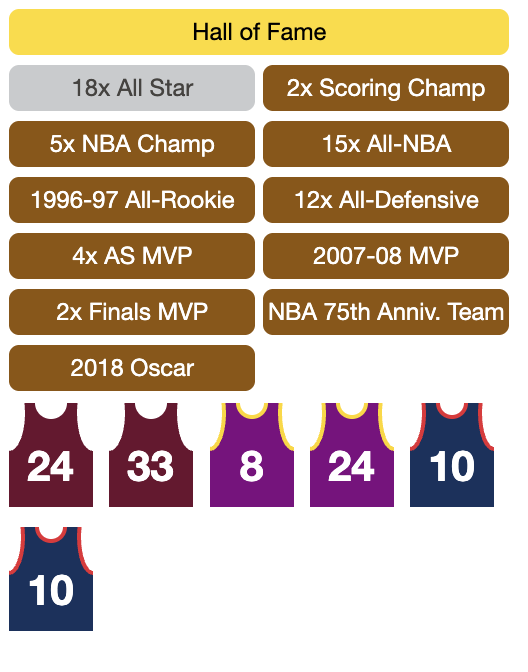 Hall of Fame
18x All Star
2x Scoring Champ
5x NBA Champ
15x All-NBA
1996-97 All-Rookie
12x All-Defensive
4x AS MVP
2007-08 MVP
2x Finals MVP
NBA 75th Anniv. Team
2018 Oscar
24
33
8
24
10
10